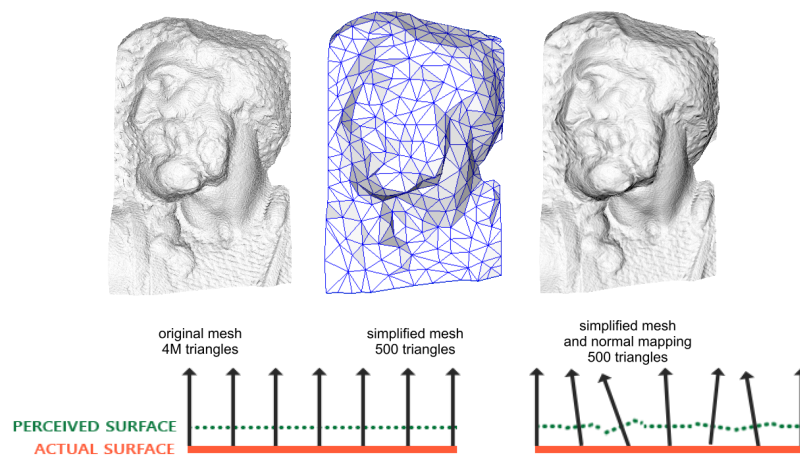 original mesh
4M triangles
simplified mesh
500 triangles
simplified mesh
and normal mapping
500 triangles
PERCEIVED SURFACE
ACTUAL SURFACE